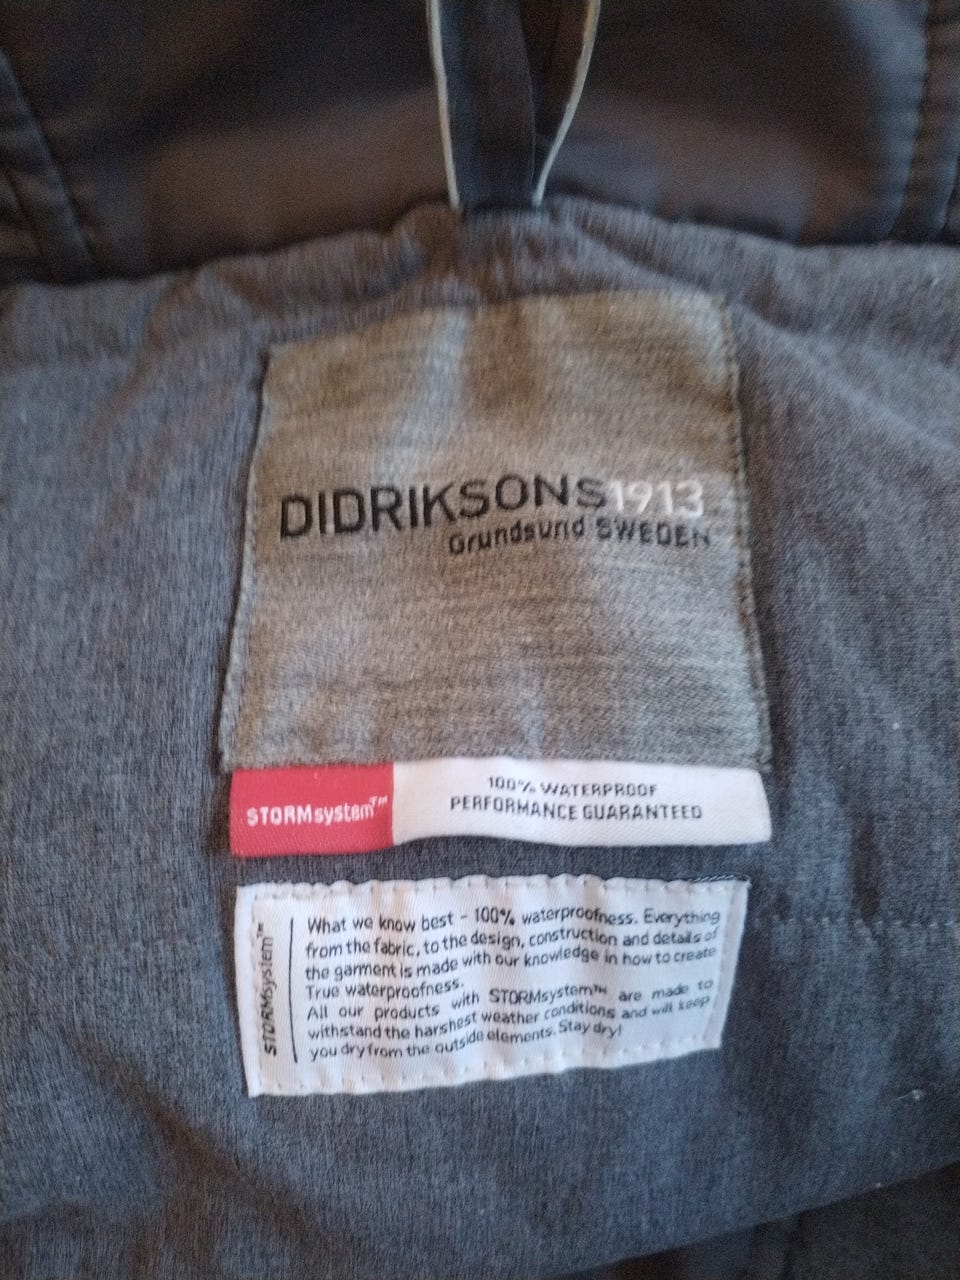 DIDRIKSONS1913
Grundsund SWEDEN
STORMsystem™
100% WATERPROOF
PERFORMANCE GUARANTEED
STORMsystem™
What we know best - 100% waterproofness. Everything
from the fabric, to the design, construction and details of
the garment is made with our knowledge in how to create
True waterproofness.
All our products with STORMsystem™ are made to
withstand the harshest weather conditions and will keep
you dry from the outside elements. Stay dry!